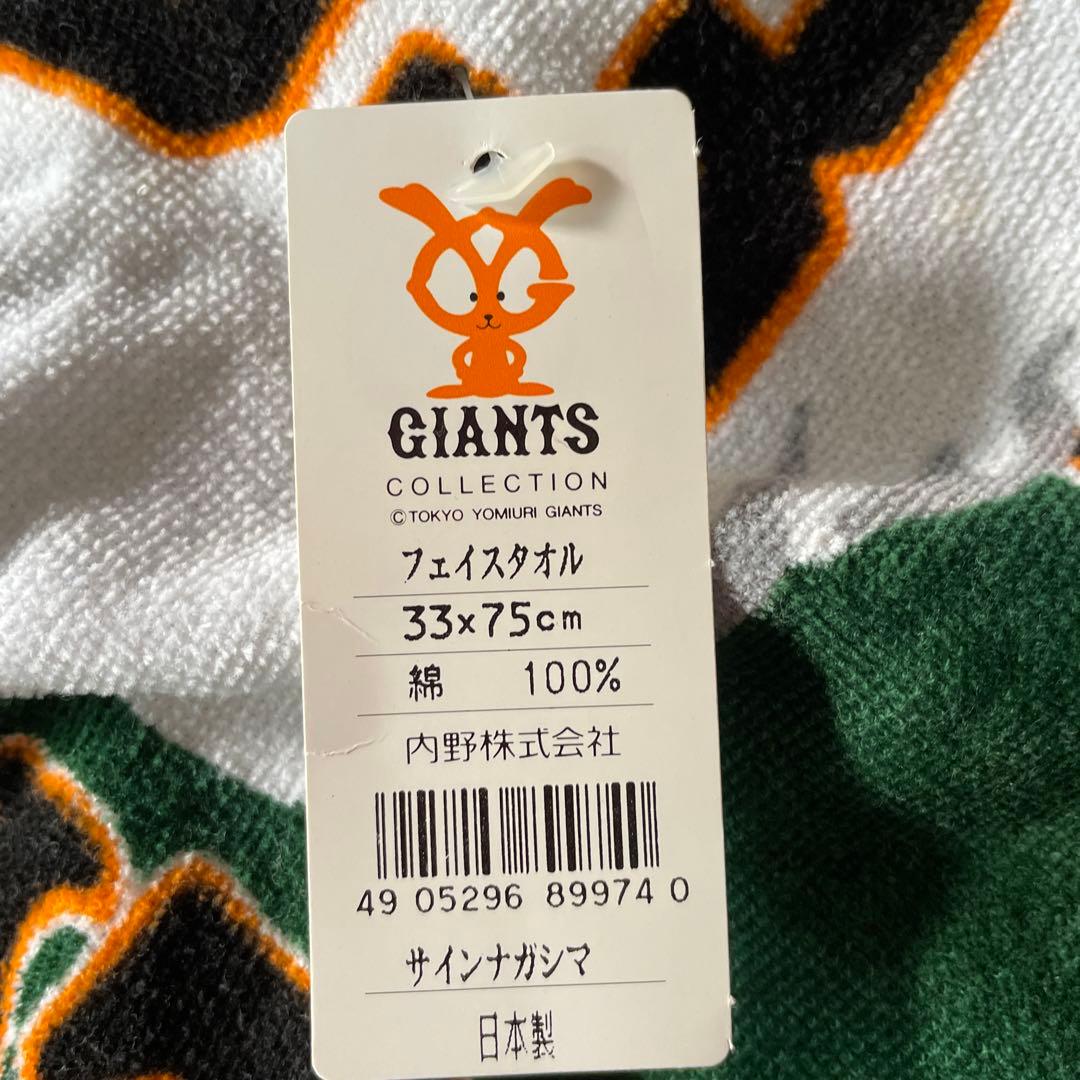 GIANTS
COLLECTION
©TOKYO YOMIURI GIANTS
フェイスタオル
33×75cm
綿 100%
内野株式会社
49 05296 89974 0
サインナガシマ
日本製